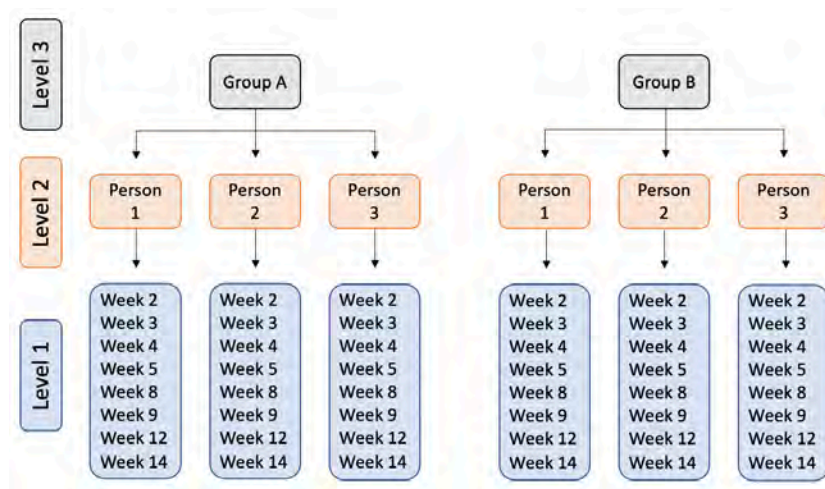 Level 3
Group A
Group B
Level 2
Person
1
Person
2
Person
3
Person
1
Person
2
Person
3
Level 1
Week 2
Week 3
Week 4
Week 5
Week 8
Week 9
Week 12
Week 14
Week 2
Week 3
Week 4
Week 5
Week 8
Week 9
Week 12
Week 14
Week 2
Week 3
Week 4
Week 5
Week 8
Week 9
Week 12
Week 14
Week 2
Week 3
Week 4
Week 5
Week 8
Week 9
Week 12
Week 14
Week 2
Week 3
Week 4
Week 5
Week 8
Week 9
Week 12
Week 14
Week 2
Week 3
Week 4
Week 5
Week 8
Week 9
Week 12
Week 14